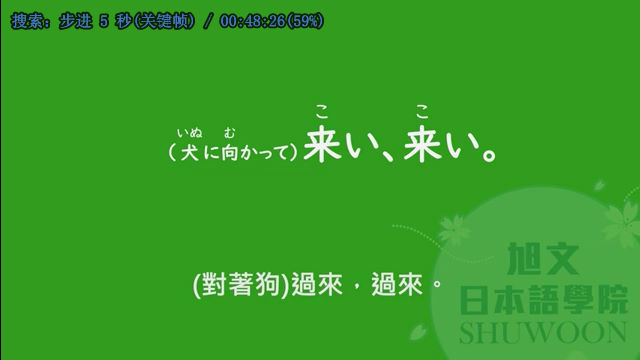 搜索: 步进 5 秒(关键帧) / 00:48:26(59%)
こ こ
いぬ む
（犬に向かって）来い、来い。
(對著狗)過來，過來。
旭文
日本語學院
SHUWOON